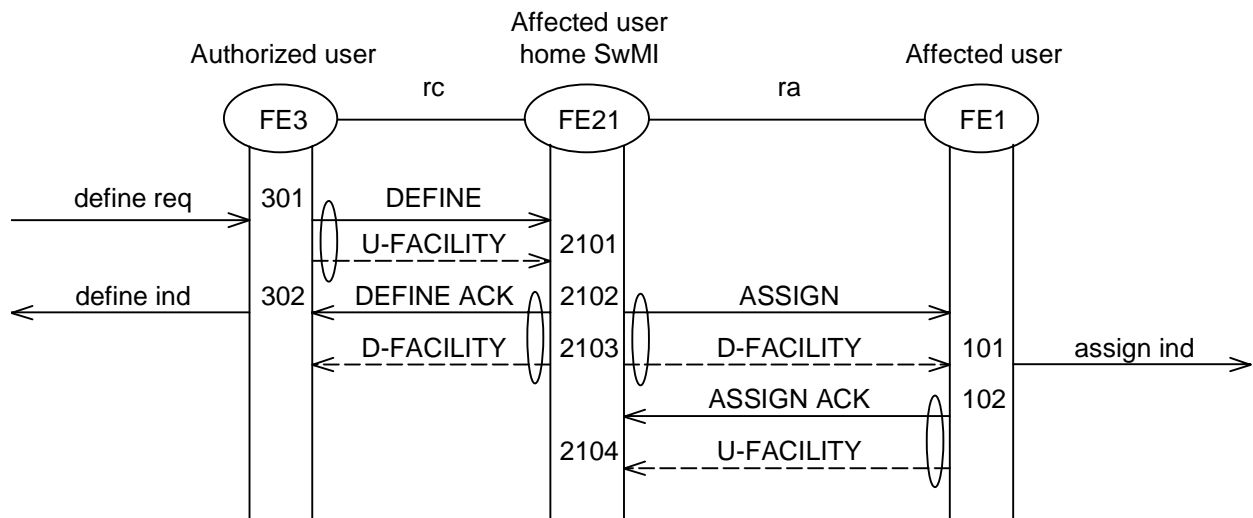 Authorized user
Affected user
home SwMI
Affected user
rc
ra
FE3
FE21
FE1
define req
301
DEFINE
U-FACILITY
2101
define ind
302
DEFINE ACK
2102
ASSIGN
D-FACILITY
2103
D-FACILITY
101
assign ind
ASSIGN ACK
102
2104
U-FACILITY